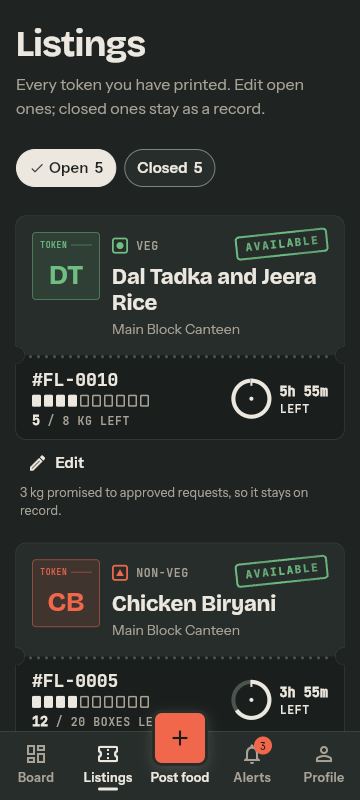 Listings
Every token you have printed. Edit open
ones; closed ones stay as a record.
Open 5
Closed 5
TOKEN
DT
VEG
AVAILABLE
Dal Tadka and Jeera
Rice
Main Block Canteen
#FL-0010
5 / 8 KG LEFT
5h 55m
LEFT
Edit
3 kg promised to approved requests, so it stays on
record.
TOKEN
CB
NON-VEG
AVAILABLE
Chicken Biryani
Main Block Canteen
#FL-0005
12 / 20 BOXES LE
3h 55m
LEFT
Board
Listings
Post food
3
Alerts
Profile